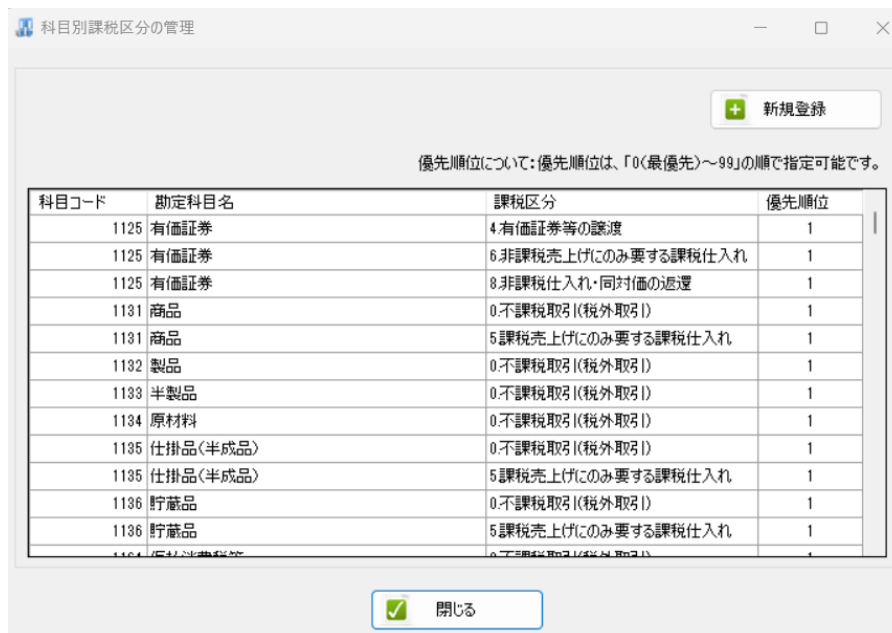 科目別課税区分の管理
新規登録
優先順位について:優先順位は、「0(最優先)~99」の順で指定可能です。
科目コード 勘定科目名 課税区分 優先順位
1125 有価証券 4.有価証券等の譲渡 1
1125 有価証券 6.非課税売上げにのみ要する課税仕入れ 1
1125 有価証券 8.非課税仕入れ・同対価の返還 1
1131 商品 0.不課税取引(税外取引) 1
1131 商品 5.課税売上げにのみ要する課税仕入れ 1
1132 製品 0.不課税取引(税外取引) 1
1133 半製品 0.不課税取引(税外取引) 1
1134 原材料 0.不課税取引(税外取引) 1
1135 仕掛品(半成品) 0.不課税取引(税外取引) 1
1135 仕掛品(半成品) 5.課税売上げにのみ要する課税仕入れ 1
1136 貯蔵品 0.不課税取引(税外取引) 1
1136 貯蔵品 5.課税売上げにのみ要する課税仕入れ 1
閉じる